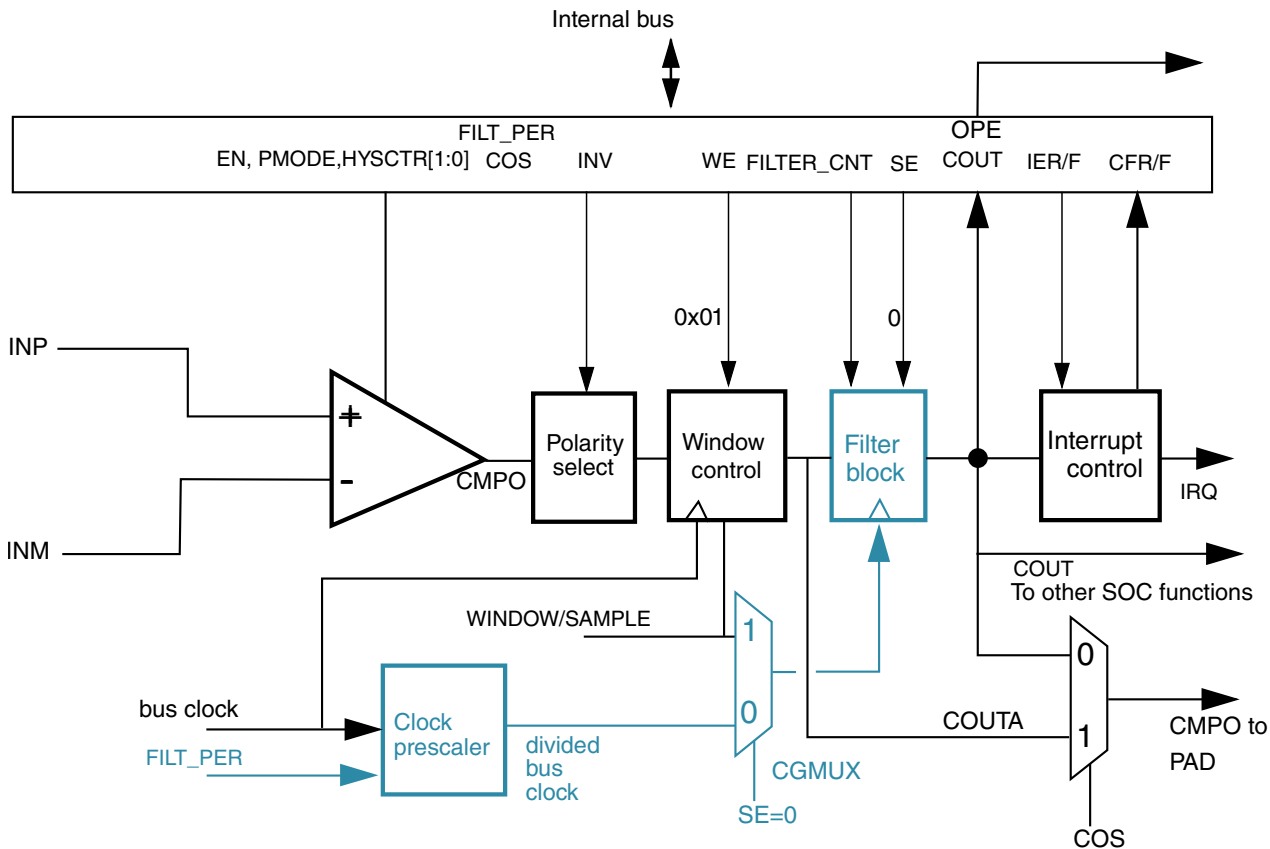 Internal bus
FILT_PER
OPE
EN, PMODE,HYSCTR[1:0]
COS
INV
WE
FILTER_CNT
SE
COUT
IER/F
CFR/F
0x01
0
INP
+
-
INM
CMPO
Polarity
select
Window
control
Filter
block
Interrupt
control
IRQ
COUT
To other SOC functions
WINDOW/SAMPLE
1
0
bus clock
FILT_PER
Clock
prescaler
divided
bus
clock
CGMUX
SE=0
COUTA
0
1
CMPO to
PAD
COS